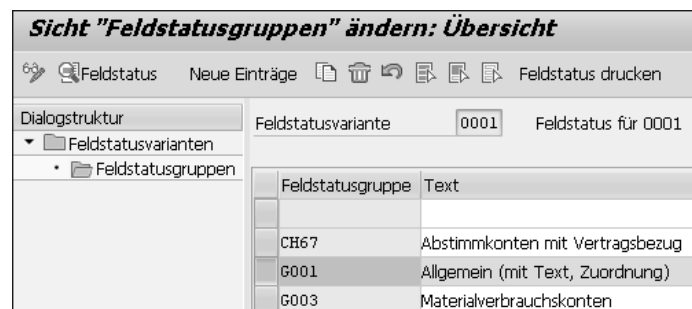 Sicht "Feldstatusgruppen" ändern: Übersicht
Feldstatus Neue Einträge Feldstatus drucken
Dialogstruktur
Feldstatusvarianten
Feldstatusgruppen
Feldstatusvariante 0001 Feldstatus für 0001
Feldstatusgruppe Text
CH67 Abstimmkonten mit Vertragsbezug
G001 Allgemein (mit Text, Zuordnung)
G003 Materialverbrauchskonten